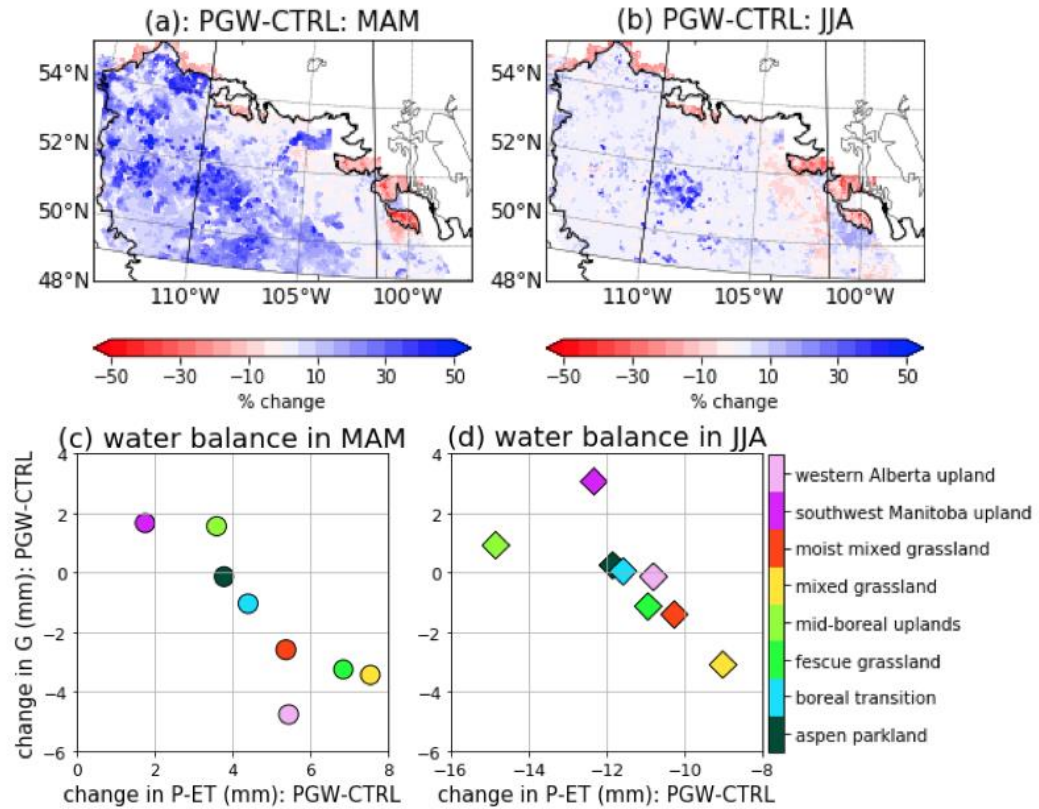 (a): PGW-CTRL: MAM
(b) PGW-CTRL: JJA
54°N
52°N
50°N
48°N
110°W 105°W 100°W
54°N
52°N
50°N
48°N
110°W 105°W 100°W
−50 −30 −10 10 30 50
% change
−50 −30 −10 10 30 50
% change
(c) water balance in MAM
(d) water balance in JJA
change in G (mm): PGW-CTRL
4
2
0
−2
−4
−6
0 2 4 6 8
change in P-ET (mm): PGW-CTRL
4
2
0
−2
−4
−6
−16 −14 −12 −10 −8
change in P-ET (mm): PGW-CTRL
western Alberta upland
southwest Manitoba upland
moist mixed grassland
mixed grassland
mid-boreal uplands
fescue grassland
boreal transition
aspen parkland